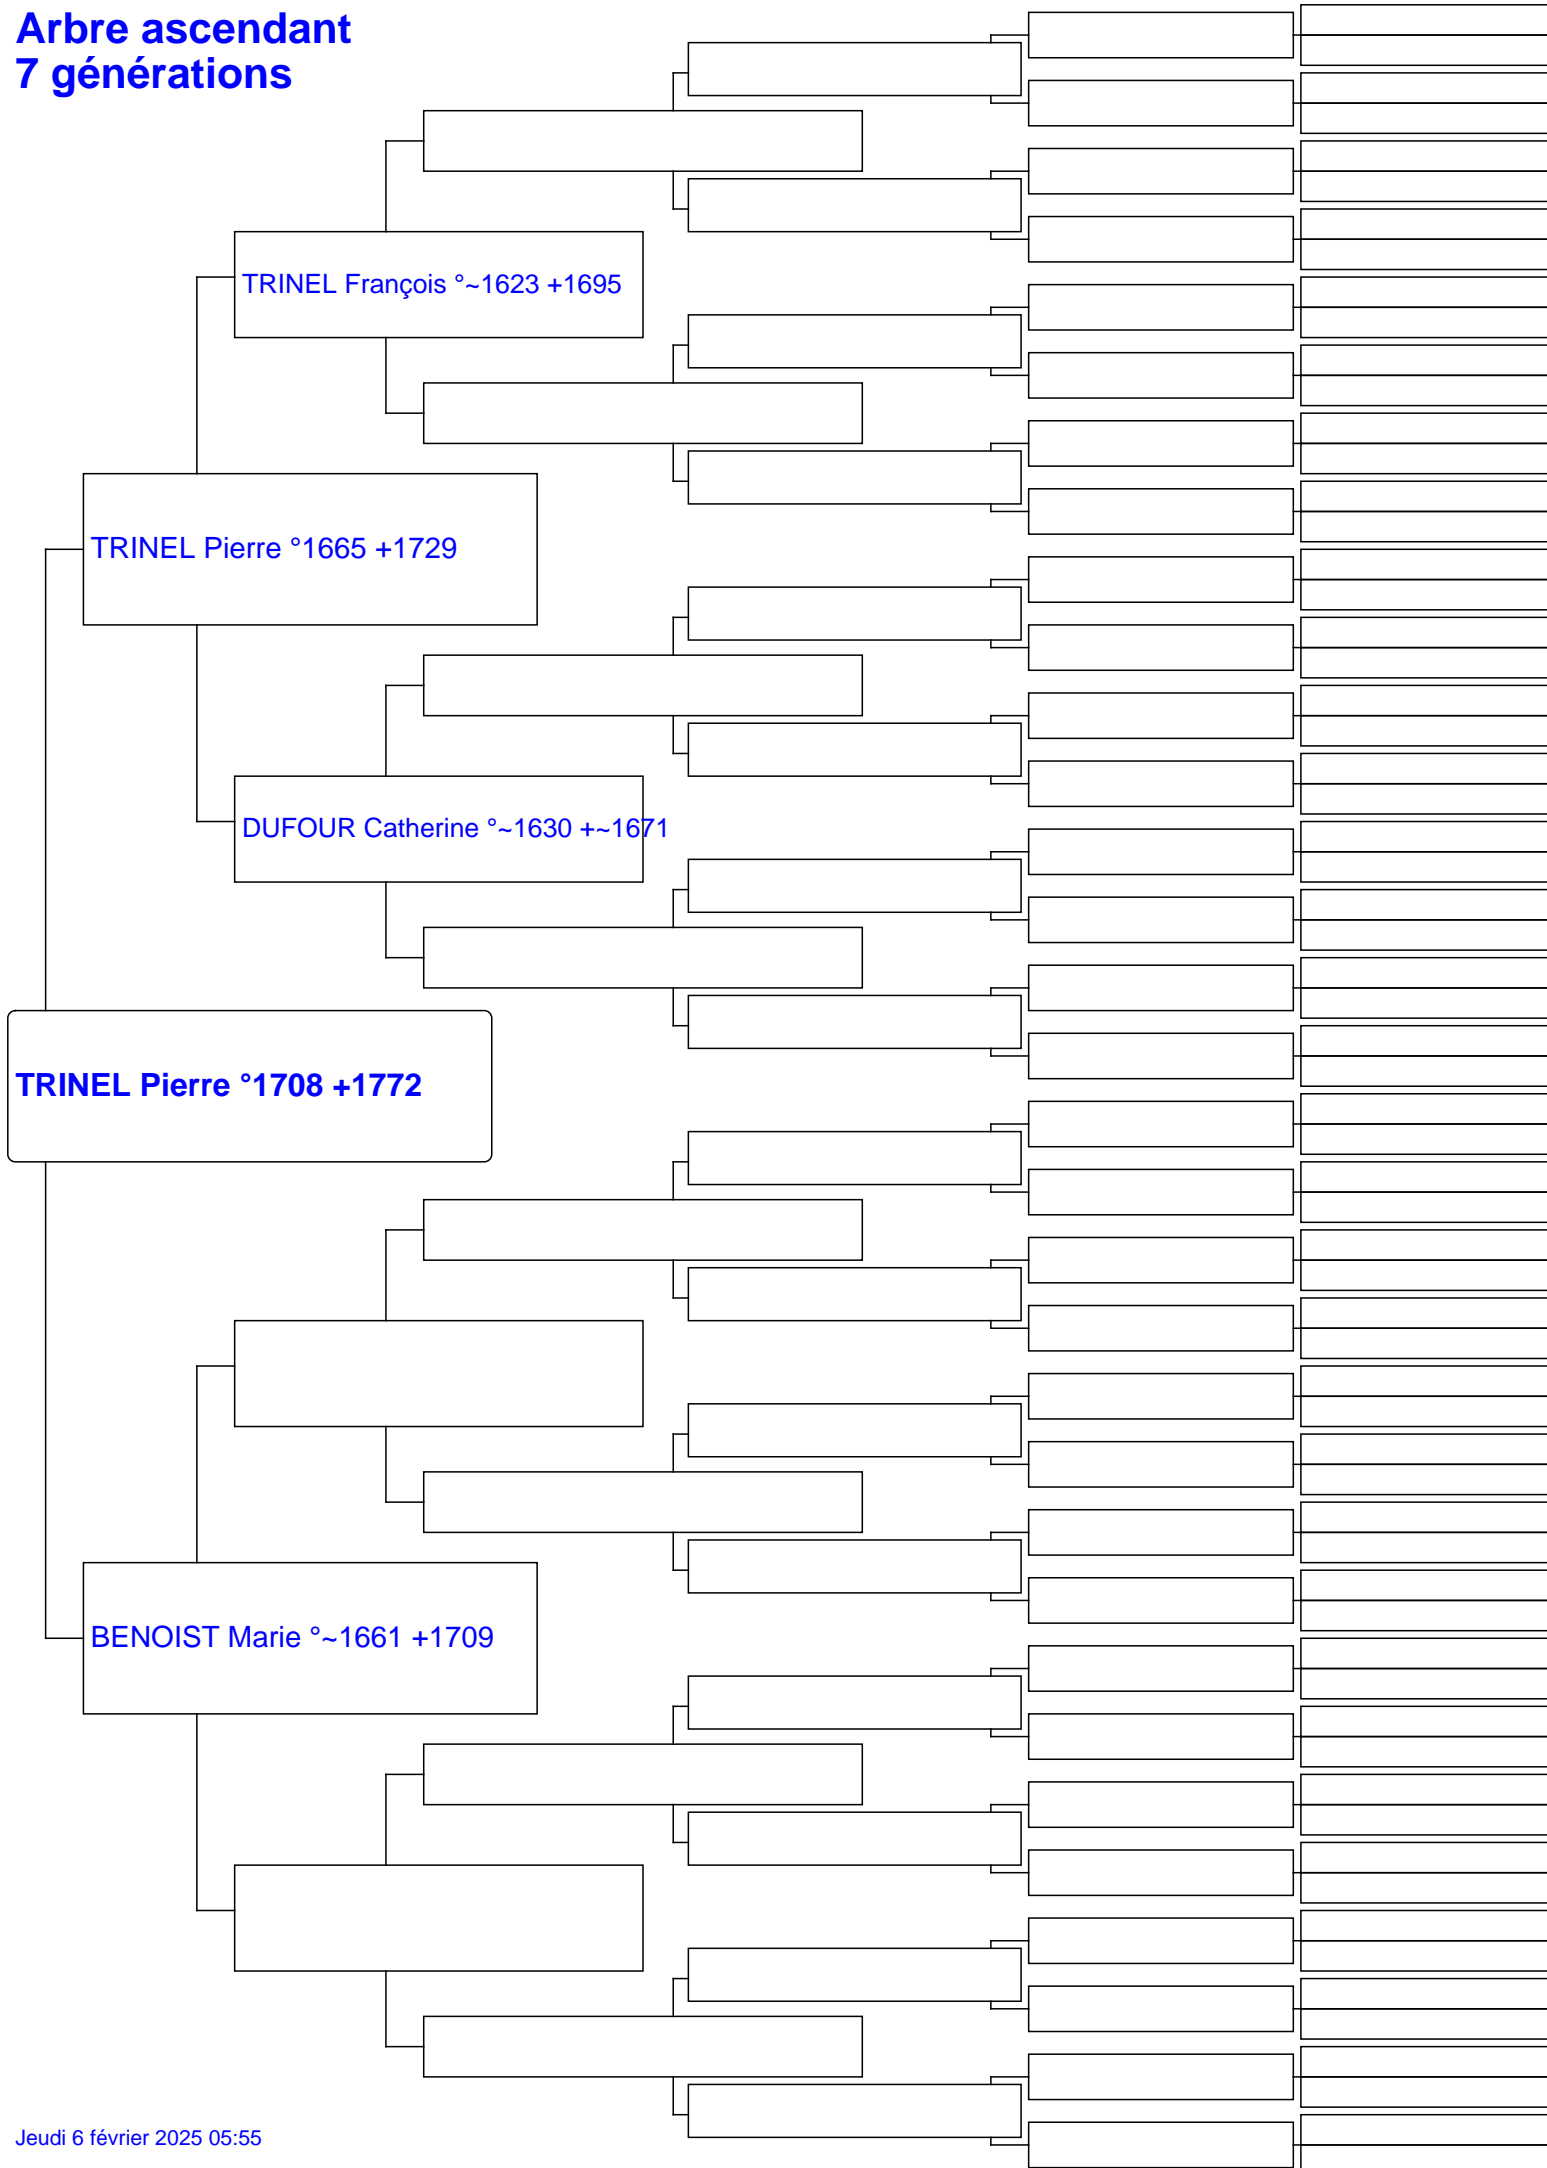 Arbre ascendant
7 générations
TRINEL François °~1623 +1695
TRINEL Pierre °1665 +1729
DUFOUR Catherine °~1630 +~1671
TRINEL Pierre °1708 +1772
BENOIST Marie °~1661 +1709
Jeudi 6 février 2025 05:55